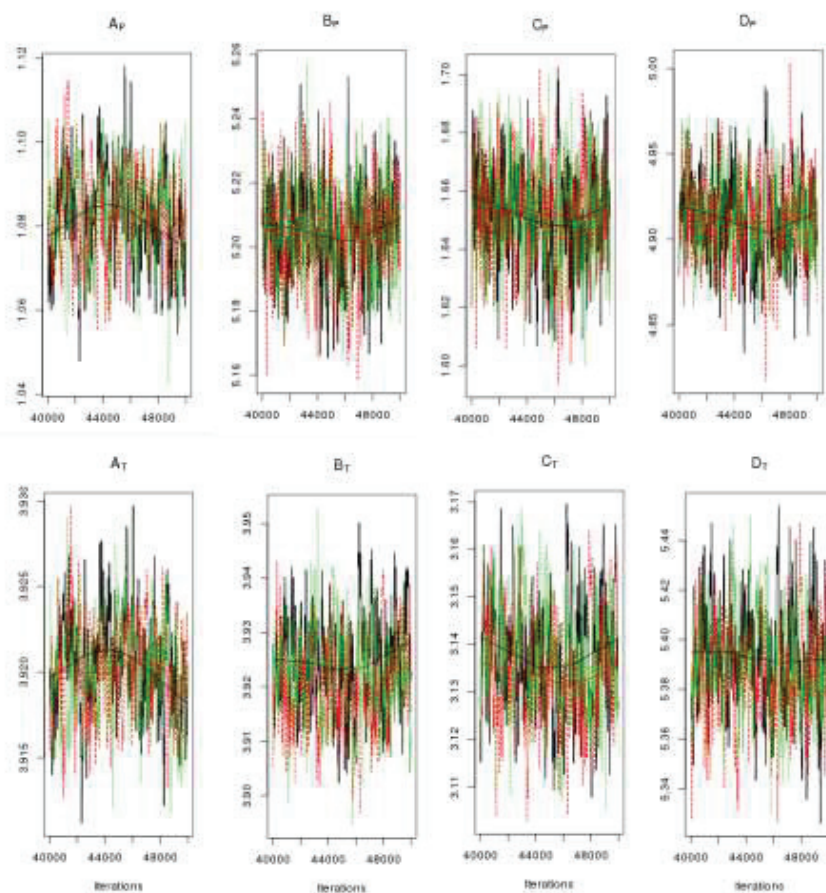 A_P
B_P
C_P
D_P
1.12
1.10
1.08
1.06
1.04
5.26
5.24
5.22
5.20
5.18
5.16
1.70
1.68
1.66
1.64
1.62
1.60
5.00
4.95
4.90
4.85
40000 44000 48000
40000 44000 48000
40000 44000 48000
40000 44000 48000
A_T
B_T
C_T
D_T
3.930
3.925
3.920
3.915
3.95
3.94
3.93
3.92
3.91
3.90
3.17
3.16
3.15
3.14
3.13
3.12
3.11
5.44
5.42
5.40
5.38
5.36
5.34
40000 44000 48000
40000 44000 48000
40000 44000 48000
40000 44000 48000
Iterations
Iterations
Iterations
Iterations